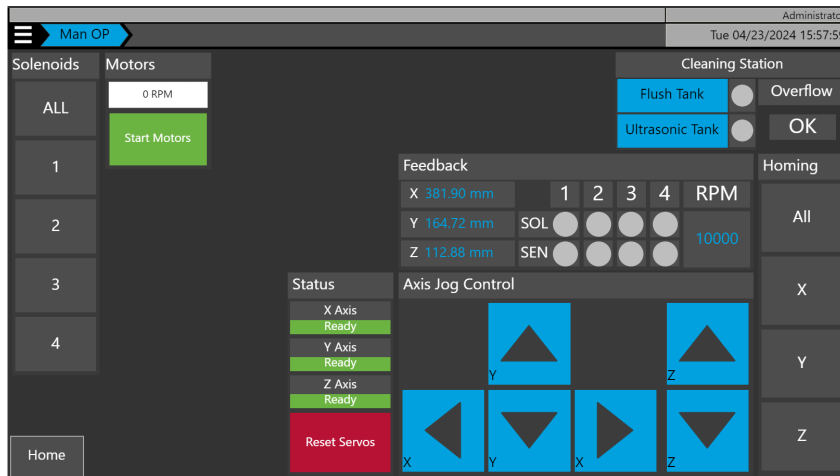 Administrato
Man OP
Tue 04/23/2024 15:57:59
Solenoids
ALL
1
2
3
4
Home
Motors
0 RPM
Start Motors
Cleaning Station
Flush Tank
Ultrasonic Tank
Overflow
OK
Feedback
X 381.90 mm
Y 164.72 mm
Z 112.88 mm
1 2 3 4 RPM
SOL
SEN
10000
Homing
All
X
Y
Z
Status
X Axis
Ready
Y Axis
Ready
Z Axis
Ready
Reset Servos
Axis Jog Control
Y
Z
X
Y
X
Z